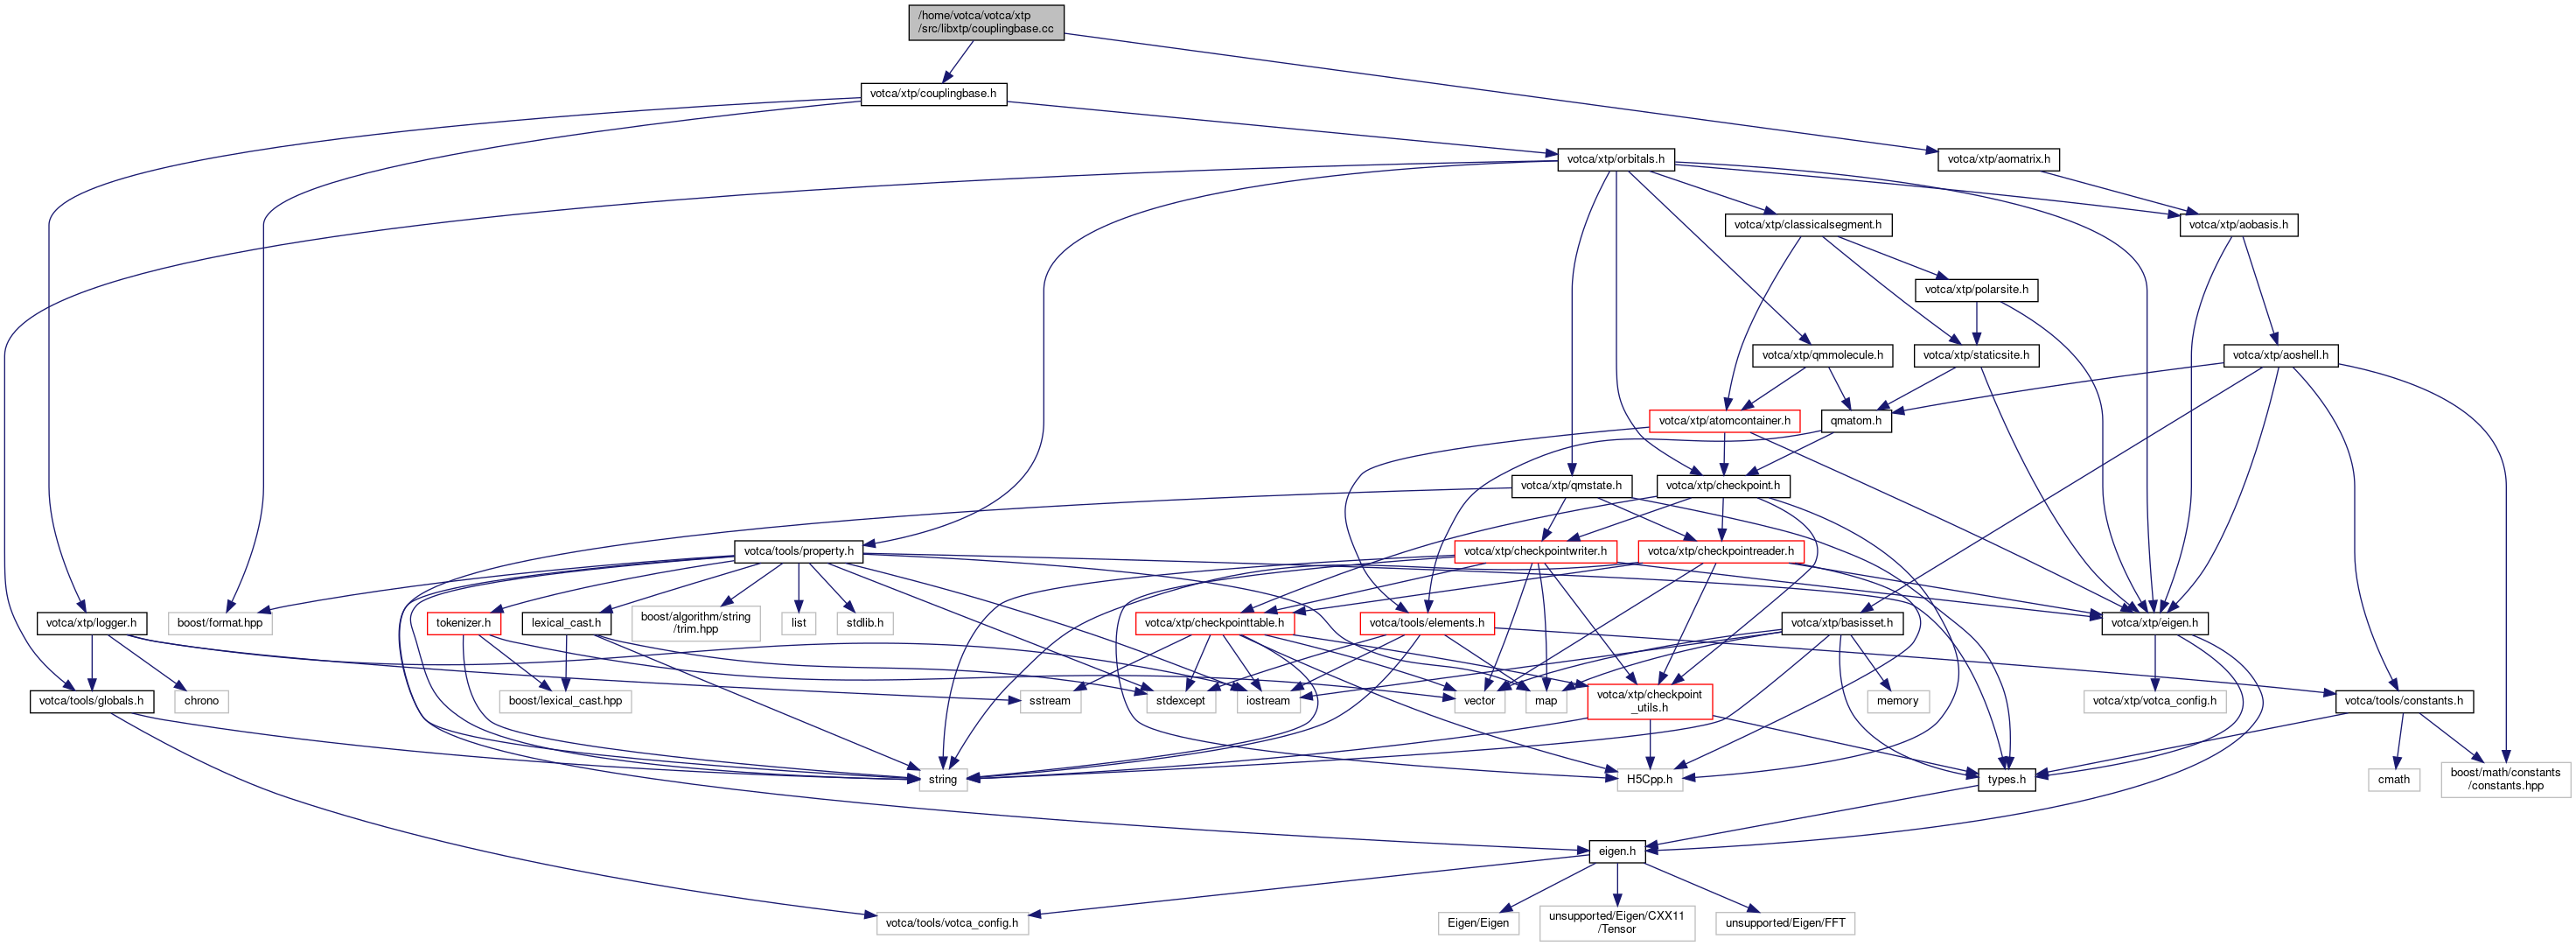 /home/votca/votca/xtp
/src/libxtp/couplingbase.cc
votca/xtp/couplingbase.h
votca/xtp/orbitals.h
votca/xtp/aomatrix.h
votca/xtp/classicalsegment.h
votca/xtp/aobasis.h
votca/xtp/polarsite.h
votca/xtp/qmmolecule.h
votca/xtp/staticsite.h
votca/xtp/aoshell.h
votca/xtp/atomcontainer.h
qmatom.h
votca/xtp/qmstate.h
votca/xtp/checkpoint.h
votca/tools/property.h
votca/xtp/checkpointwriter.h
votca/xtp/checkpointreader.h
votca/xtp/logger.h
boost/format.hpp
tokenizer.h
lexical_cast.h
boost/algorithm/string
/trim.hpp
list
stdlib.h
votca/xtp/checkpointtable.h
votca/tools/elements.h
votca/xtp/basisset.h
votca/xtp/eigen.h
votca/tools/globals.h
chrono
boost/lexical_cast.hpp
sstream
stdexcept
iostream
vector
map
votca/xtp/checkpoint
_utils.h
memory
votca/xtp/votca_config.h
votca/tools/constants.h
string
H5Cpp.h
types.h
cmath
boost/math/constants
/constants.hpp
eigen.h
votca/tools/votca_config.h
Eigen/Eigen
unsupported/Eigen/CXX11
/Tensor
unsupported/Eigen/FFT